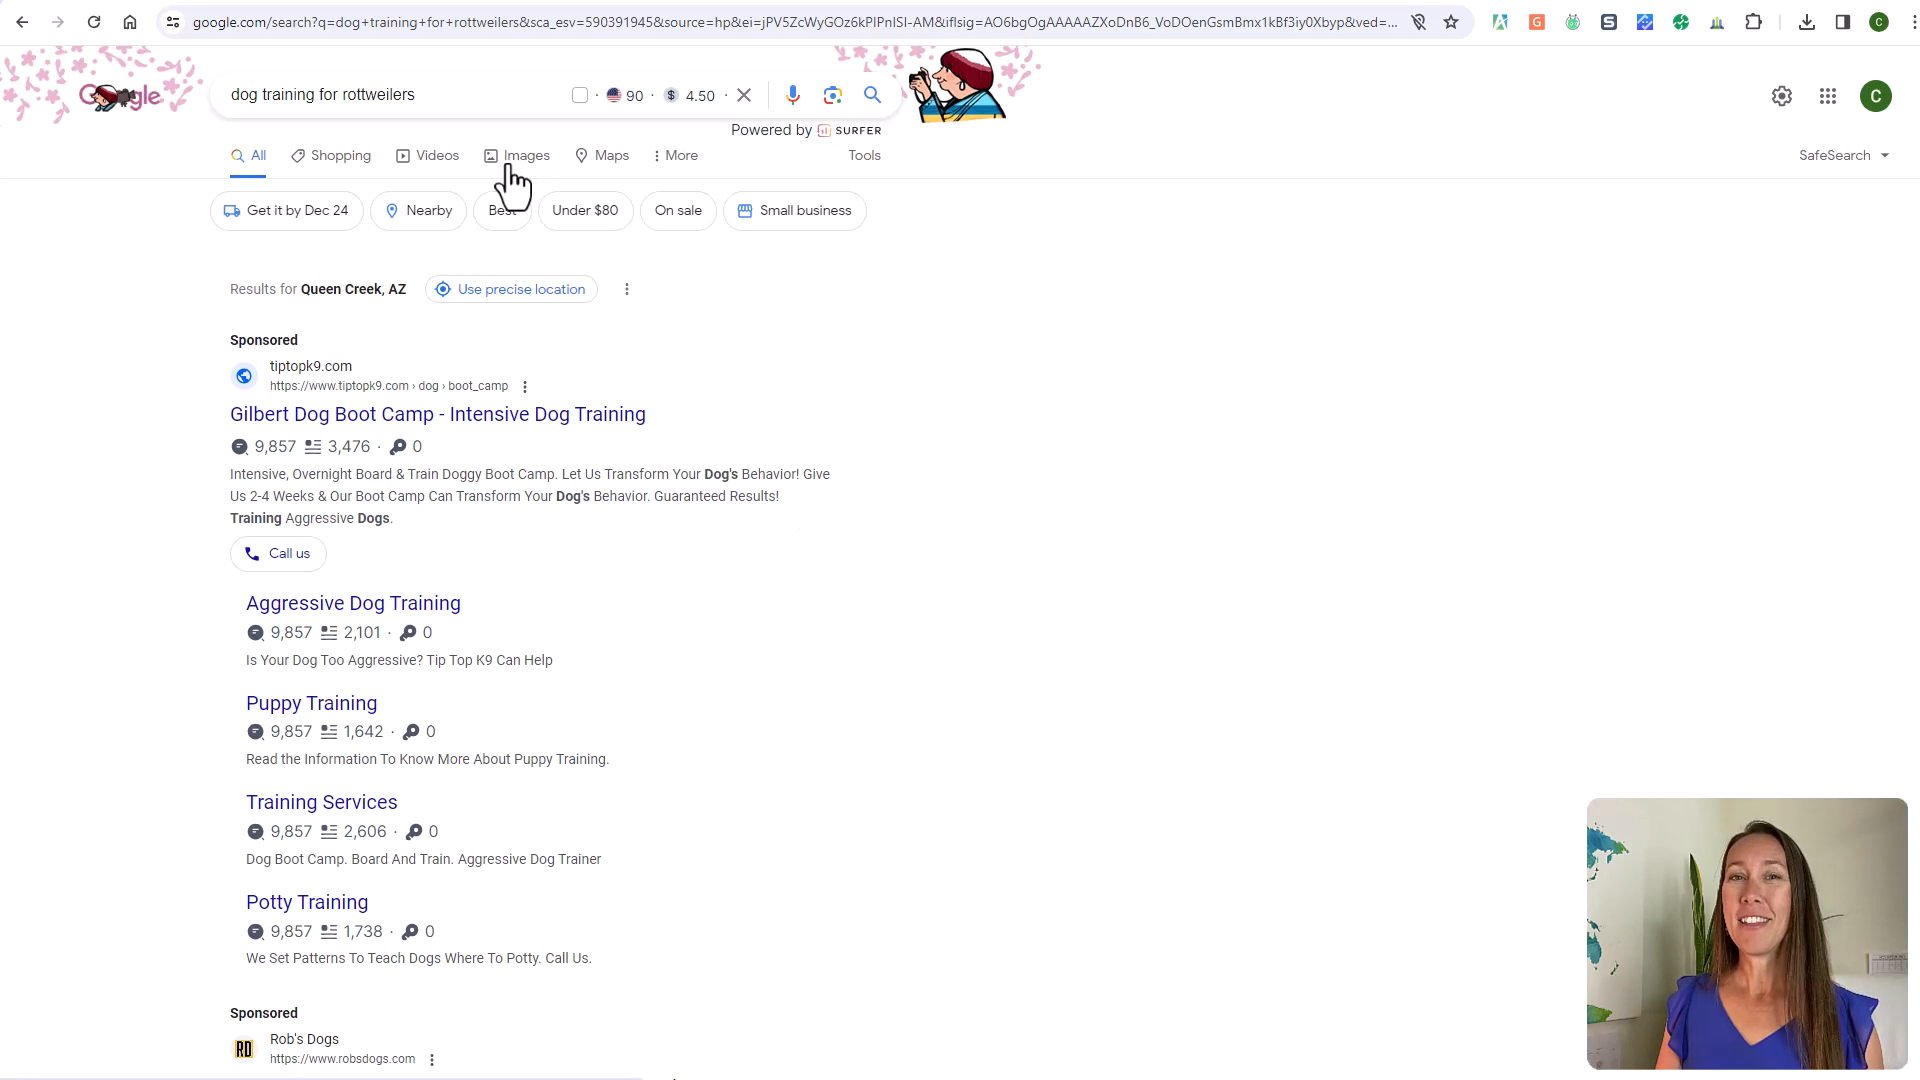 google.com/search?q=dog+training+for+rottweilers&sca_esv=590391945&source=hp&ei=jPV5ZcWyGOz6kPIPnISI-AM&iflsig=AO6bgOgAAAAAZXoDnB6_VoDOenGsmBmx1kBf3iy0Xbyp&ved=...
C
Google
dog training for rottweilers
90 · $ 4.50 ·
C
Powered by SURFER
All
Shopping
Videos
Images
Maps
More
Tools
SafeSearch
Get it by Dec 24
Nearby
Best
Under $80
On sale
Small business
Results for Queen Creek, AZ
Use precise location
Sponsored
tiptopk9.com
https://www.tiptopk9.com › dog › boot_camp
Gilbert Dog Boot Camp - Intensive Dog Training
9,857 3,476 · 0
Intensive, Overnight Board & Train Doggy Boot Camp. Let Us Transform Your Dog's Behavior! Give
Us 2-4 Weeks & Our Boot Camp Can Transform Your Dog's Behavior. Guaranteed Results!
Training Aggressive Dogs.
Call us
Aggressive Dog Training
9,857 2,101 · 0
Is Your Dog Too Aggressive? Tip Top K9 Can Help
Puppy Training
9,857 1,642 · 0
Read the Information To Know More About Puppy Training.
Training Services
9,857 2,606 · 0
Dog Boot Camp. Board And Train. Aggressive Dog Trainer
Potty Training
9,857 1,738 · 0
We Set Patterns To Teach Dogs Where To Potty. Call Us.
Sponsored
RD
Rob's Dogs
https://www.robsdogs.com